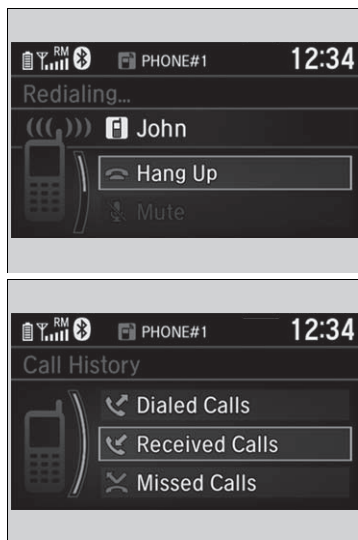 RM PHONE#1 12:34
Redialing...
John
Hang Up
Mute
RM PHONE#1 12:34
Call History
Dialed Calls
Received Calls
Missed Calls